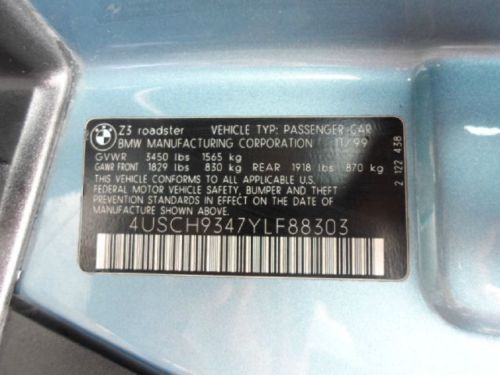 BMW
Z3 roadster VEHICLE TYP: PASSENGER CAR
BMW MANUFACTURING CORPORATION 11/99
GVWR 3450 lbs 1565 kg
GAWR FRONT 1829 lbs 830 kg REAR 1918 lbs 870 kg
THIS VEHICLE CONFORMS TO ALL APPLICABLE
FEDERAL MOTOR VEHICLE SAFETY, BUMPER AND THEFT
PREVENTION STANDARDS IN EFFECT ON THE DATE OF
MANUFACTURE SHOWN ABOVE.
4USCH9347YLF88303
2 122 438